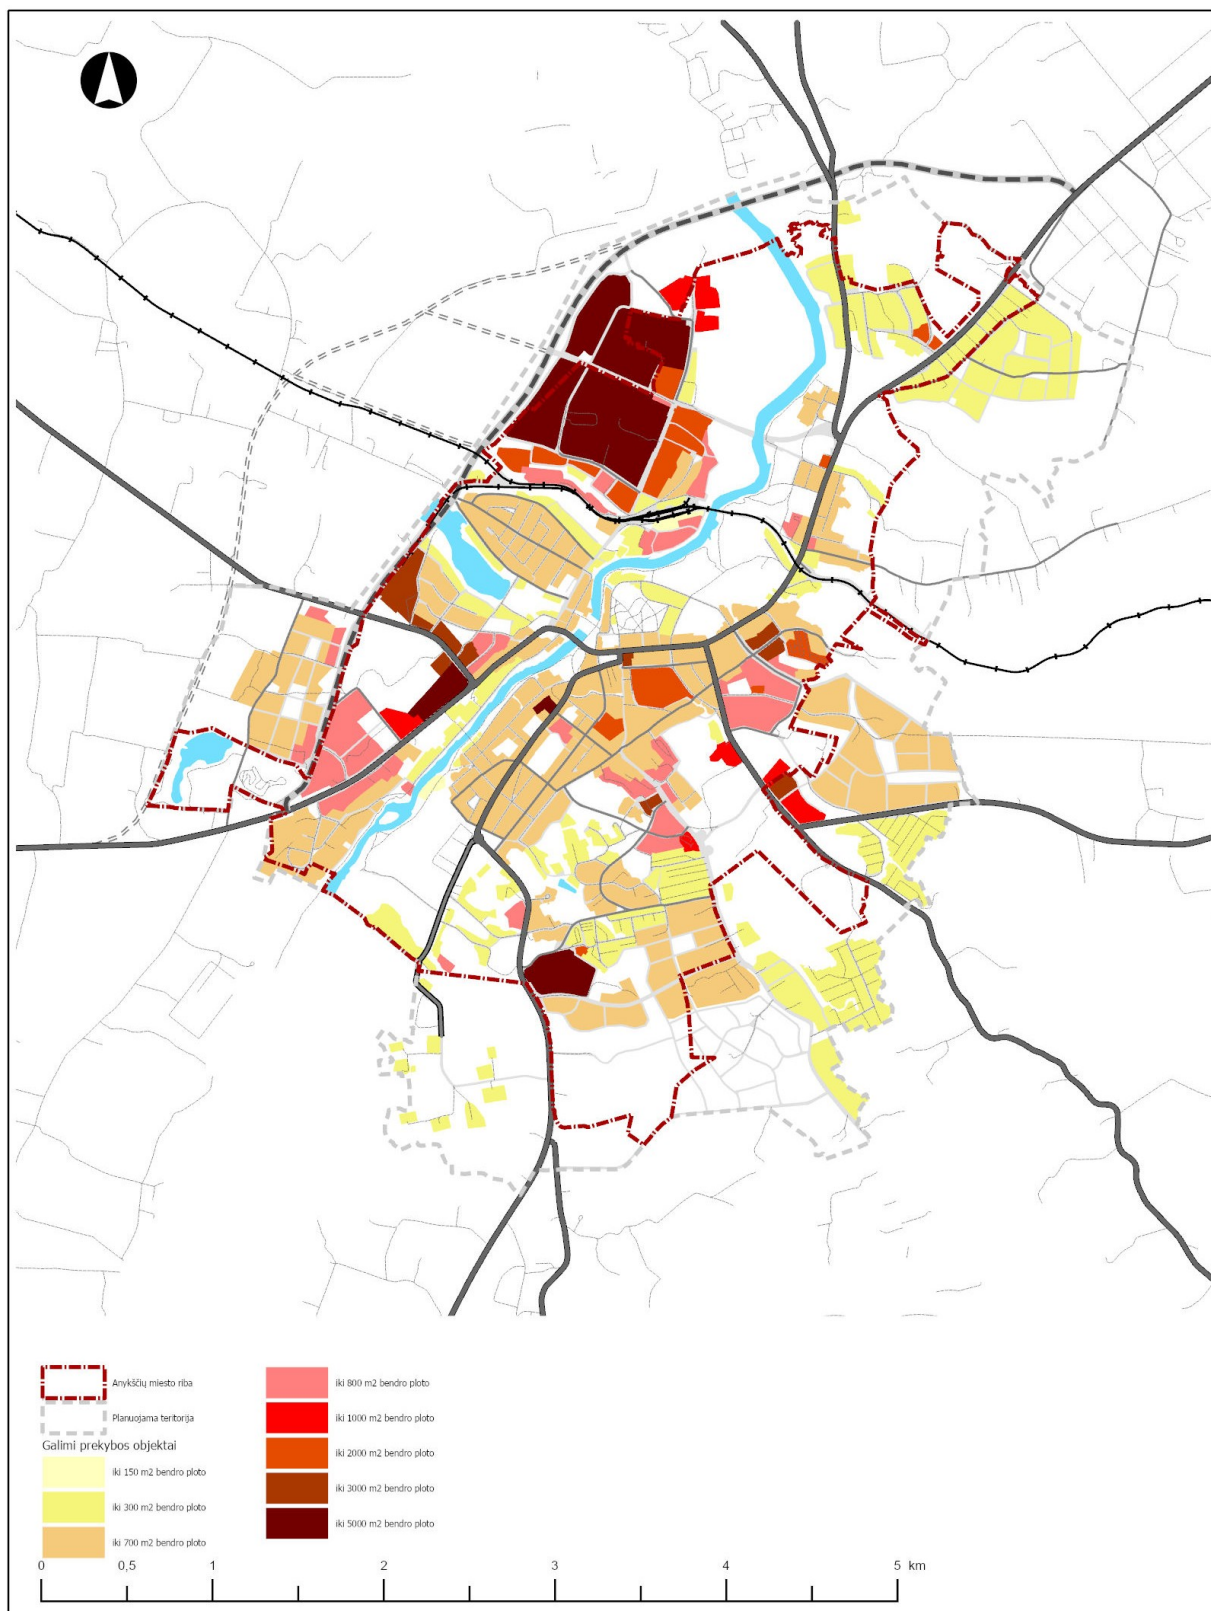 Anykščių miesto riba
Planuojama teritorija
Galimi prekybos objektai
iki 150 m2 bendro ploto
iki 300 m2 bendro ploto
iki 700 m2 bendro ploto
iki 800 m2 bendro ploto
iki 1000 m2 bendro ploto
iki 2000 m2 bendro ploto
iki 3000 m2 bendro ploto
iki 5000 m2 bendro ploto
0 0,5 1 2 3 4 5 km